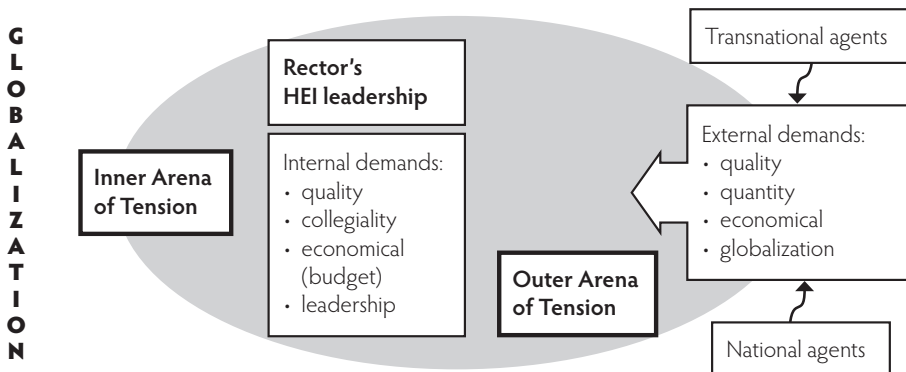 GLOBALIZATION
Rector's
HEI leadership
Inner Arena
of Tension
Internal demands:
• quality
• collegiality
• economical
(budget)
• leadership
Outer Arena
of Tension
Transnational agents
External demands:
• quality
• quantity
• economical
• globalization
National agents